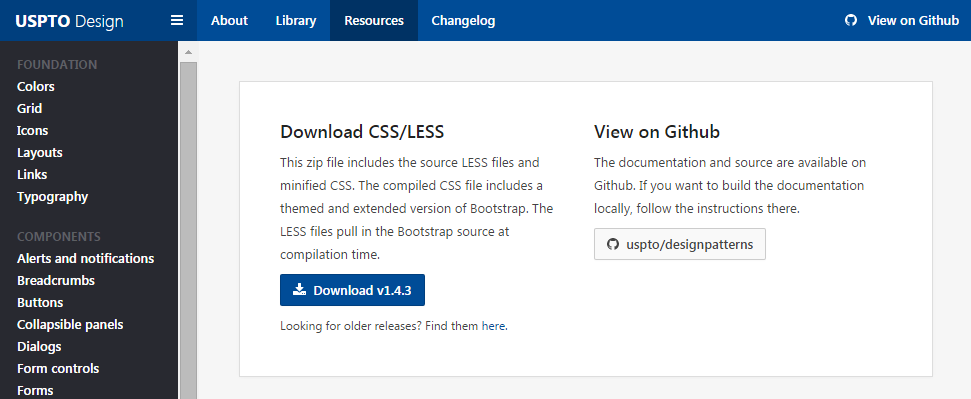 USPTO Design
About
Library
Resources
Changelog
View on Github
FOUNDATION
Colors
Grid
Icons
Layouts
Links
Typography
COMPONENTS
Alerts and notifications
Breadcrumbs
Buttons
Collapsible panels
Dialogs
Form controls
Forms
Download CSS/LESS
This zip file includes the source LESS files and
minified CSS. The compiled CSS file includes a
themed and extended version of Bootstrap. The
LESS files pull in the Bootstrap source at
compilation time.
Download v1.4.3
Looking for older releases? Find them here.
View on Github
The documentation and source are available on
Github. If you want to build the documentation
locally, follow the instructions there.
uspto/designpatterns